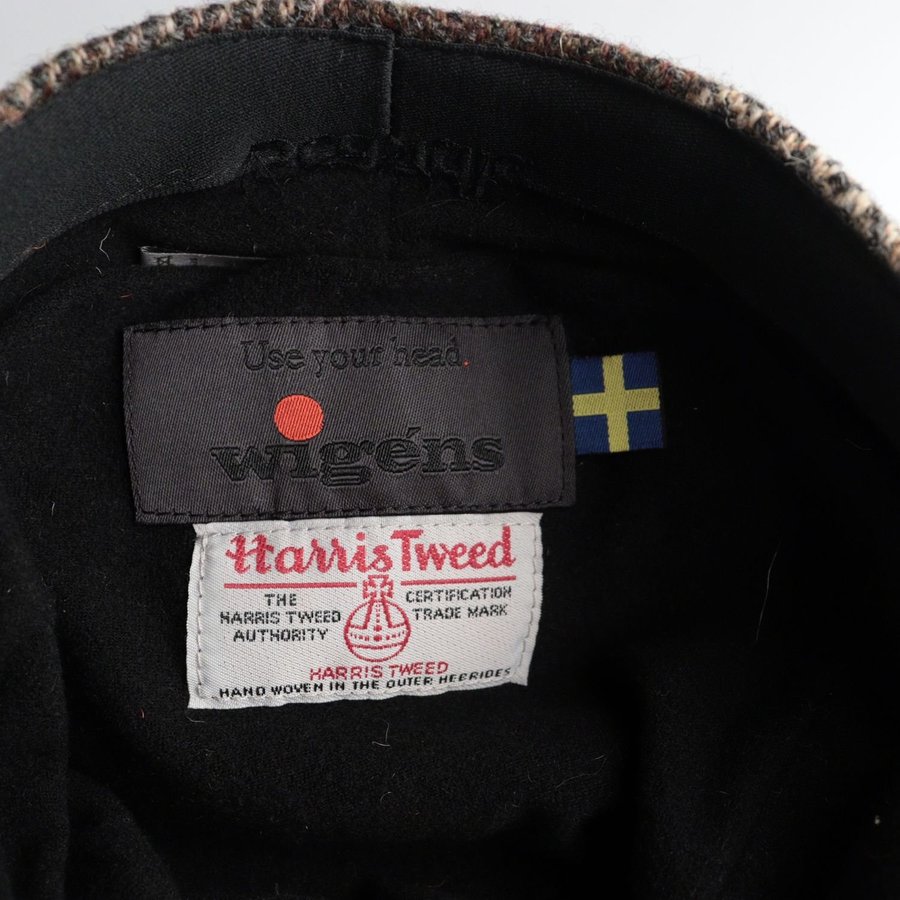 Use your head
wigéns
Harris Tweed
THE
HARRIS TWEED
AUTHORITY
CERTIFICATION
TRADE MARK
HARRIS TWEED
HAND WOVEN IN THE OUTER HEBRIDES